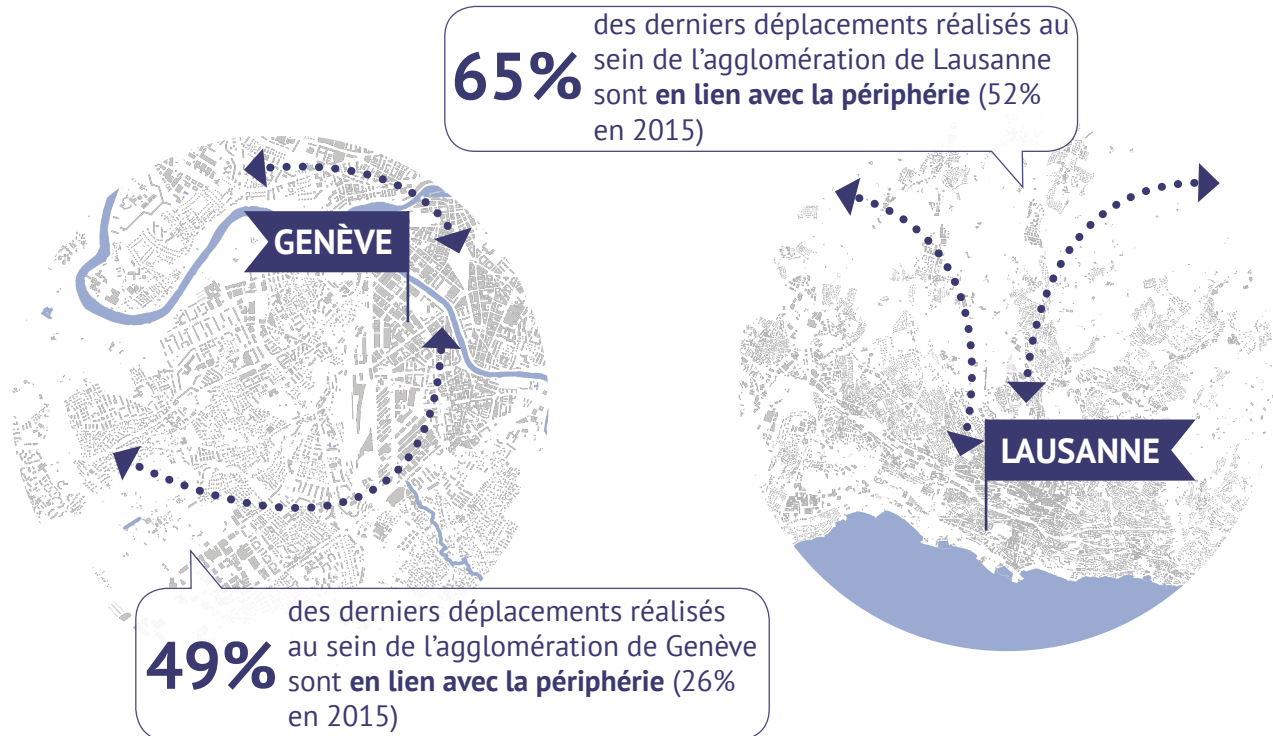 65%
des derniers déplacements réalisés au
sein de l'agglomération de Lausanne
sont en lien avec la périphérie (52%
en 2015)
GENÈVE
LAUSANNE
49%
des derniers déplacements réalisés
au sein de l'agglomération de Genève
sont en lien avec la périphérie (26%
en 2015)